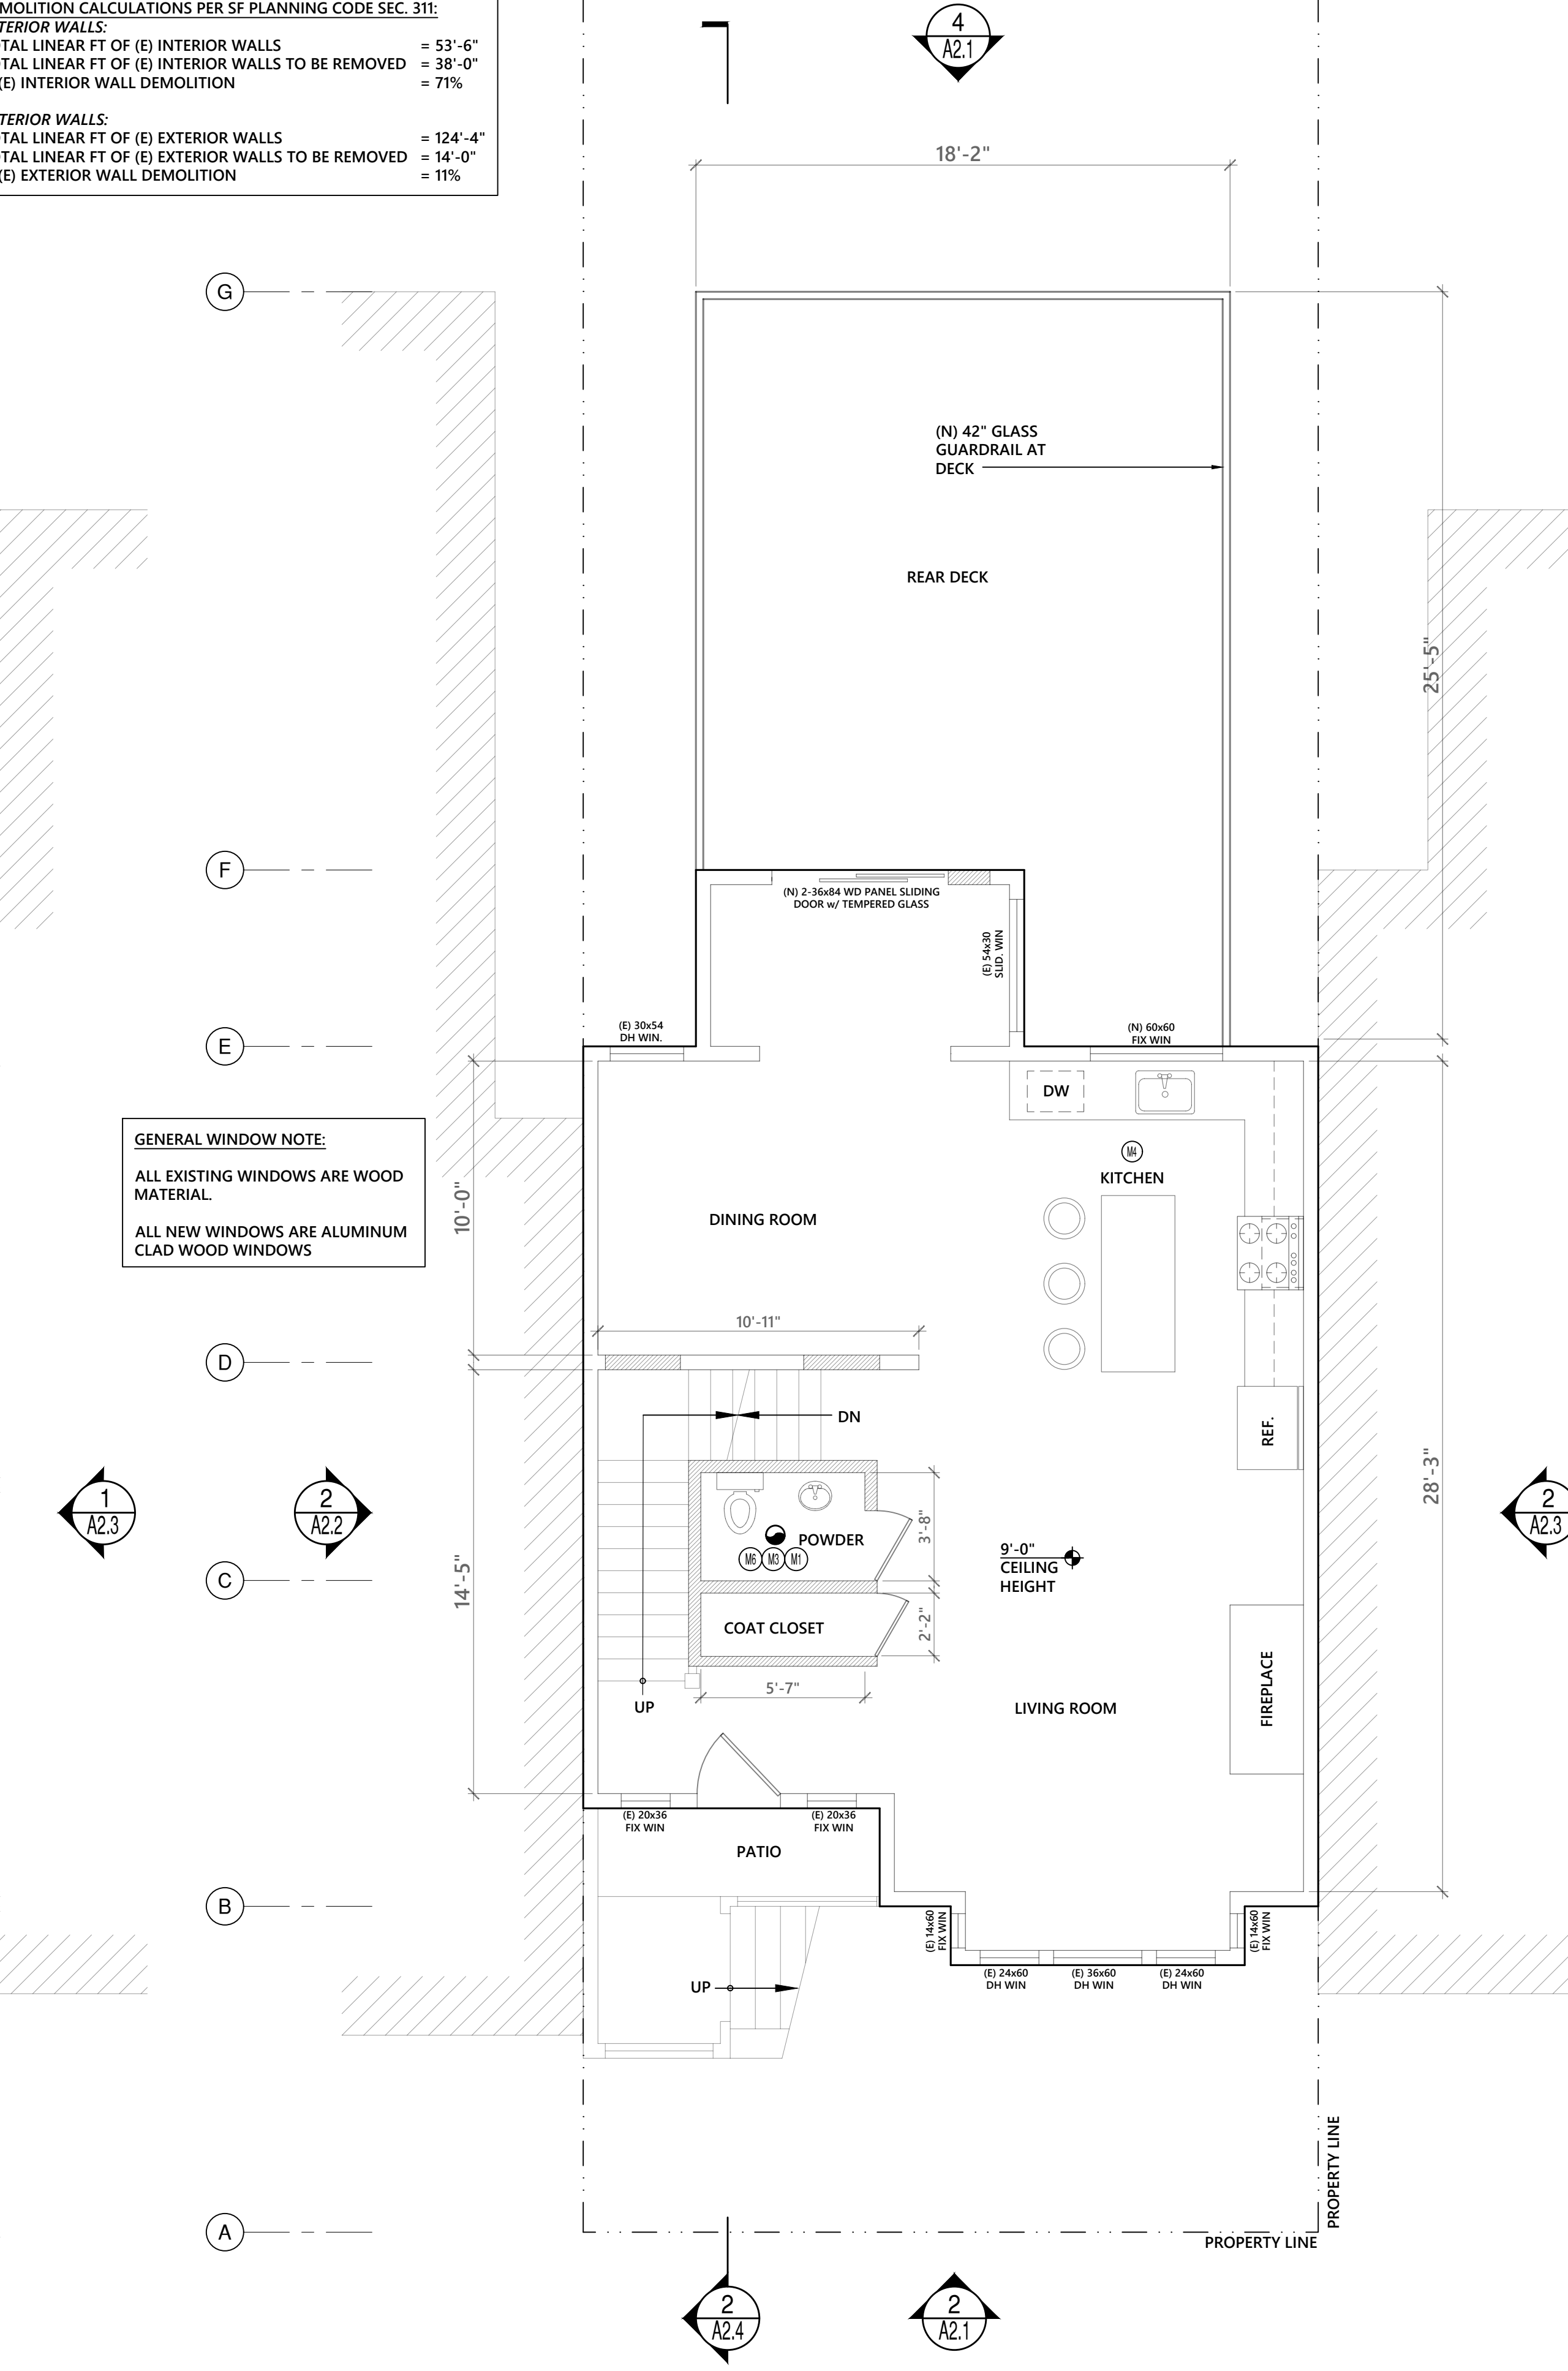 MOLITION CALCULATIONS PER SF PLANNING CODE SEC. 311:
TERIOR WALLS:
TAL LINEAR FT OF (E) INTERIOR WALLS = 53'-6"
TAL LINEAR FT OF (E) INTERIOR WALLS TO BE REMOVED = 38'-0"
(E) INTERIOR WALL DEMOLITION = 71%
TERIOR WALLS:
TAL LINEAR FT OF (E) EXTERIOR WALLS = 124'-4"
TAL LINEAR FT OF (E) EXTERIOR WALLS TO BE REMOVED = 14'-0"
(E) EXTERIOR WALL DEMOLITION = 11%
4
A2.1
18'-2"
G
(N) 42" GLASS
GUARDRAIL AT
DECK
REAR DECK
25'-5"
F
(N) 2-36x84 WD PANEL SLIDING
DOOR w/ TEMPERED GLASS
(E) 54x30
SLID. WIN
E
(E) 30x54
DH WIN.
(N) 60x60
FIX WIN
DW
GENERAL WINDOW NOTE:
ALL EXISTING WINDOWS ARE WOOD
MATERIAL.
ALL NEW WINDOWS ARE ALUMINUM
CLAD WOOD WINDOWS
M4
KITCHEN
10'-0"
DINING ROOM
10'-11"
D
DN
REF.
28'-3"
1
A2.3
2
A2.2
2
A2.3
3'-8"
POWDER
M6
M3
M1
9'-0"
CEILING
HEIGHT
C
14'-5"
COAT CLOSET
2'-2"
5'-7"
UP
LIVING ROOM
FIREPLACE
(E) 20x36
FIX WIN
(E) 20x36
FIX WIN
PATIO
B
(E) 14x60
FIX WIN
(E) 14x60
FIX WIN
(E) 24x60
DH WIN
(E) 36x60
DH WIN
(E) 24x60
DH WIN
UP
PROPERTY LINE
A
PROPERTY LINE
2
A2.4
2
A2.1